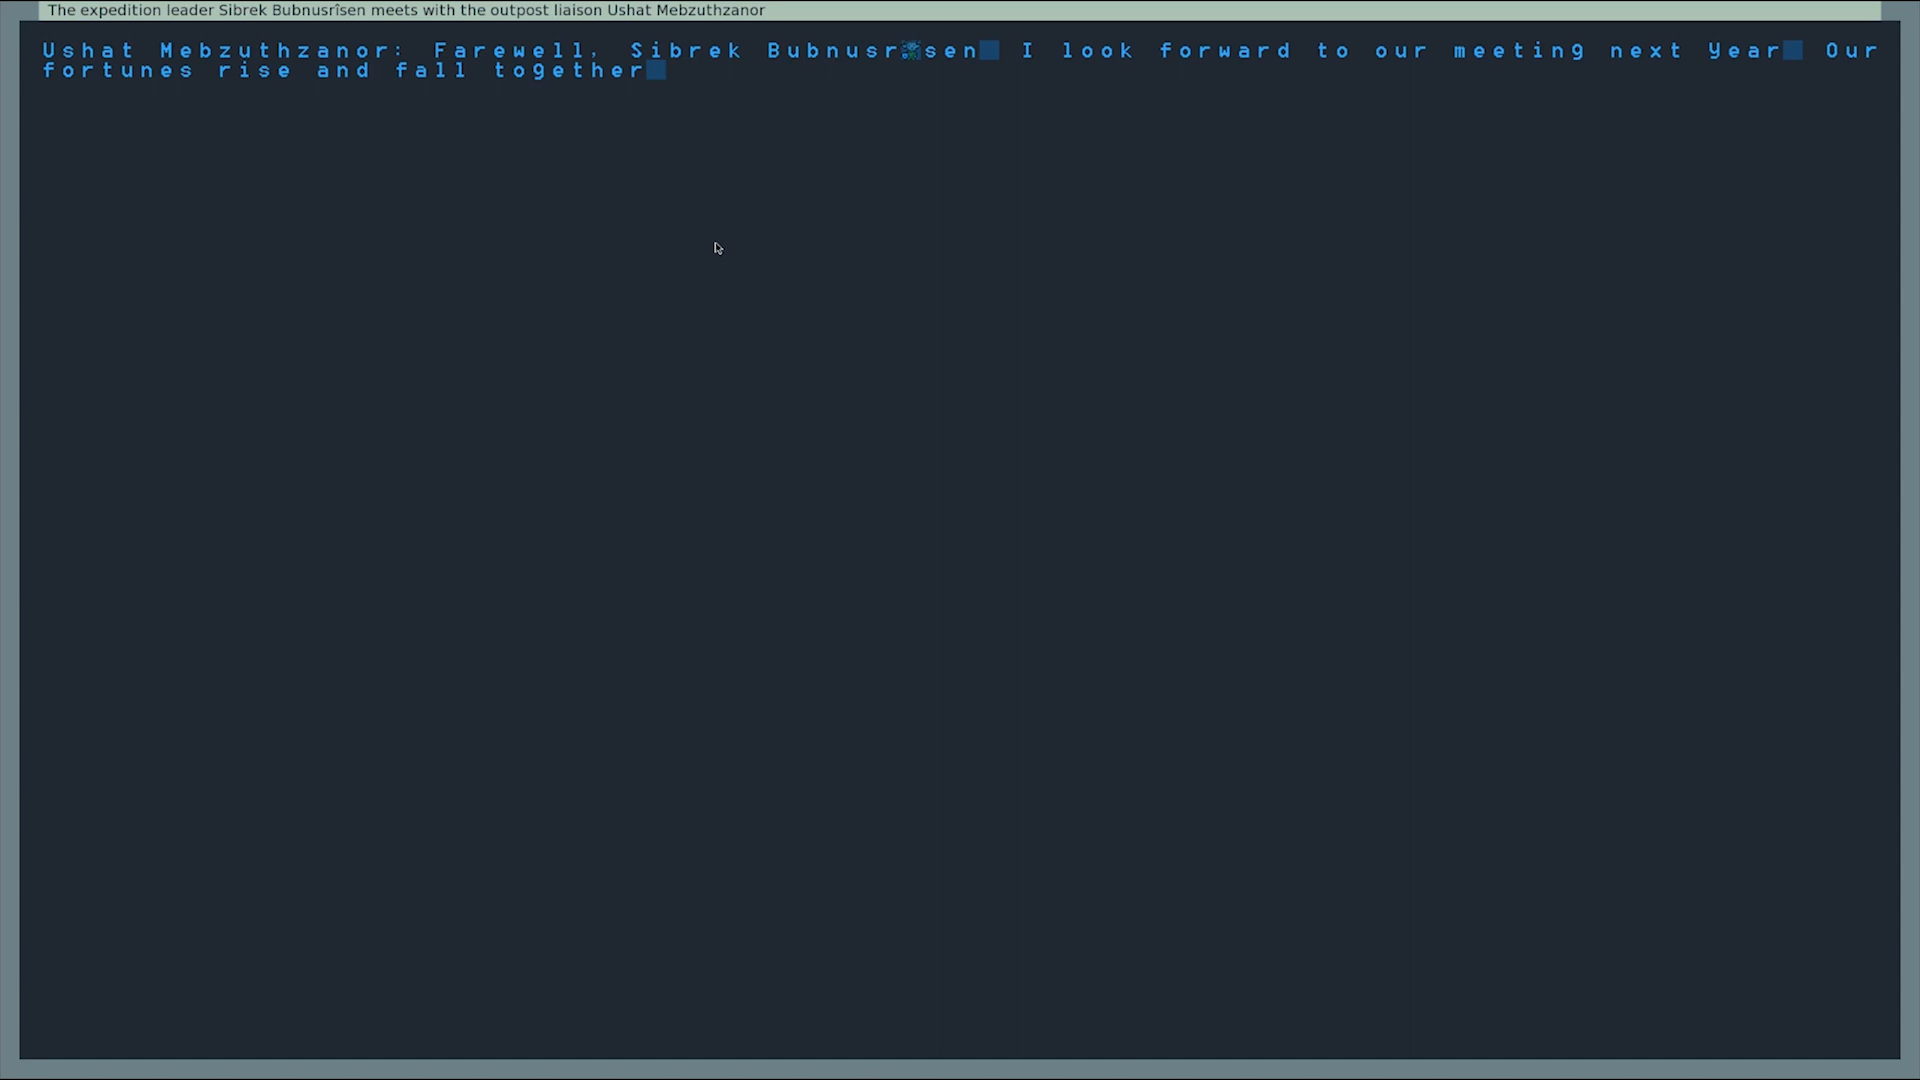 The expedition leader Sibrek Bubnusrîsen meets with the outpost liaison Ushat Mebzuthzanor
Ushat Mebzuthzanor: Farewell, Sibrek Bubnusr sen I look forward to our meeting next year Our
fortunes rise and fall together